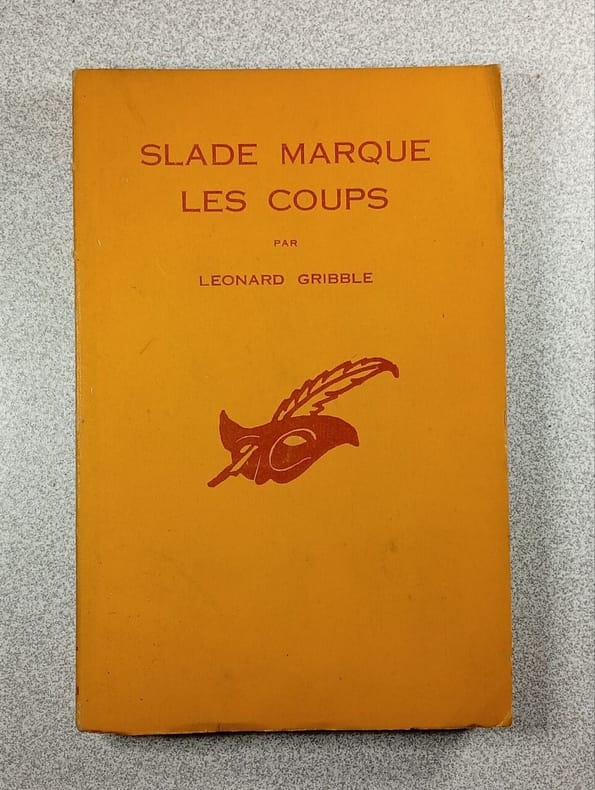 SLADE MARQUE
LES COUPS
PAR
LEONARD GRIBBLE